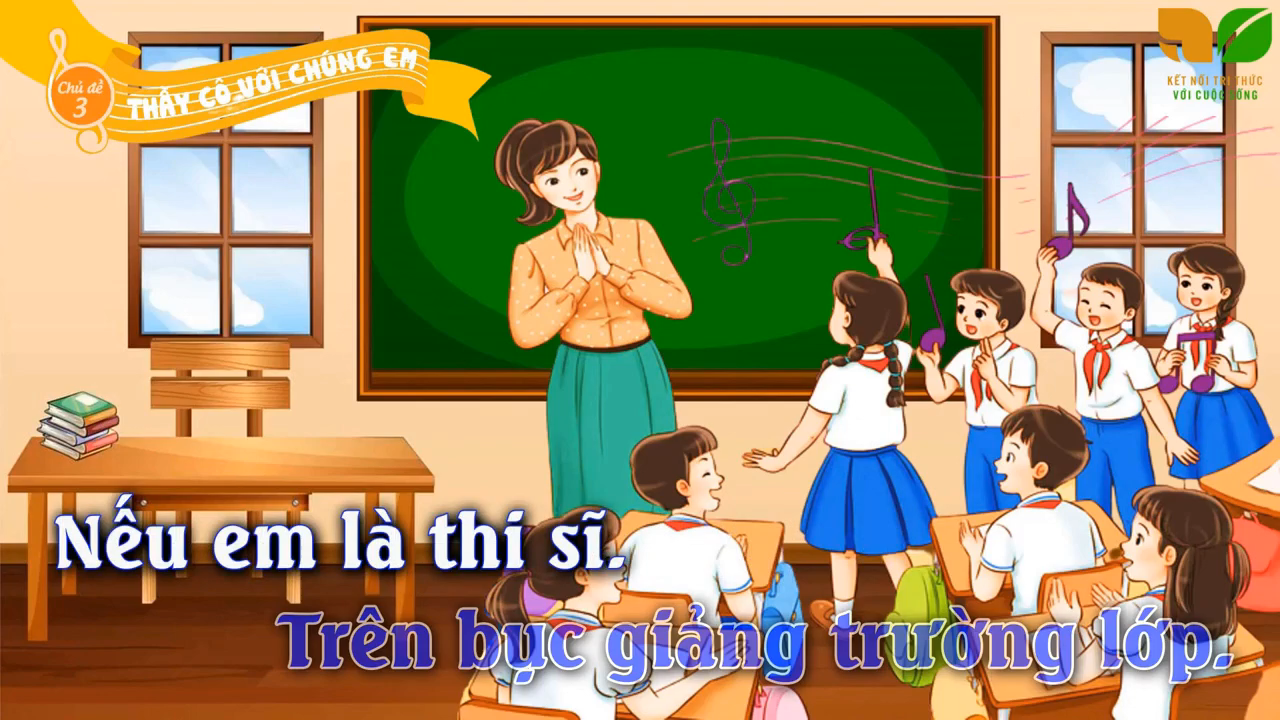 Chủ đề
3
THẦY CÔ VỚI CHÚNG EM
KẾT NỐI TRI THỨC
VỚI CUỘC SỐNG
Nếu em là thi sĩ.
Trên bục giảng trường lớp.